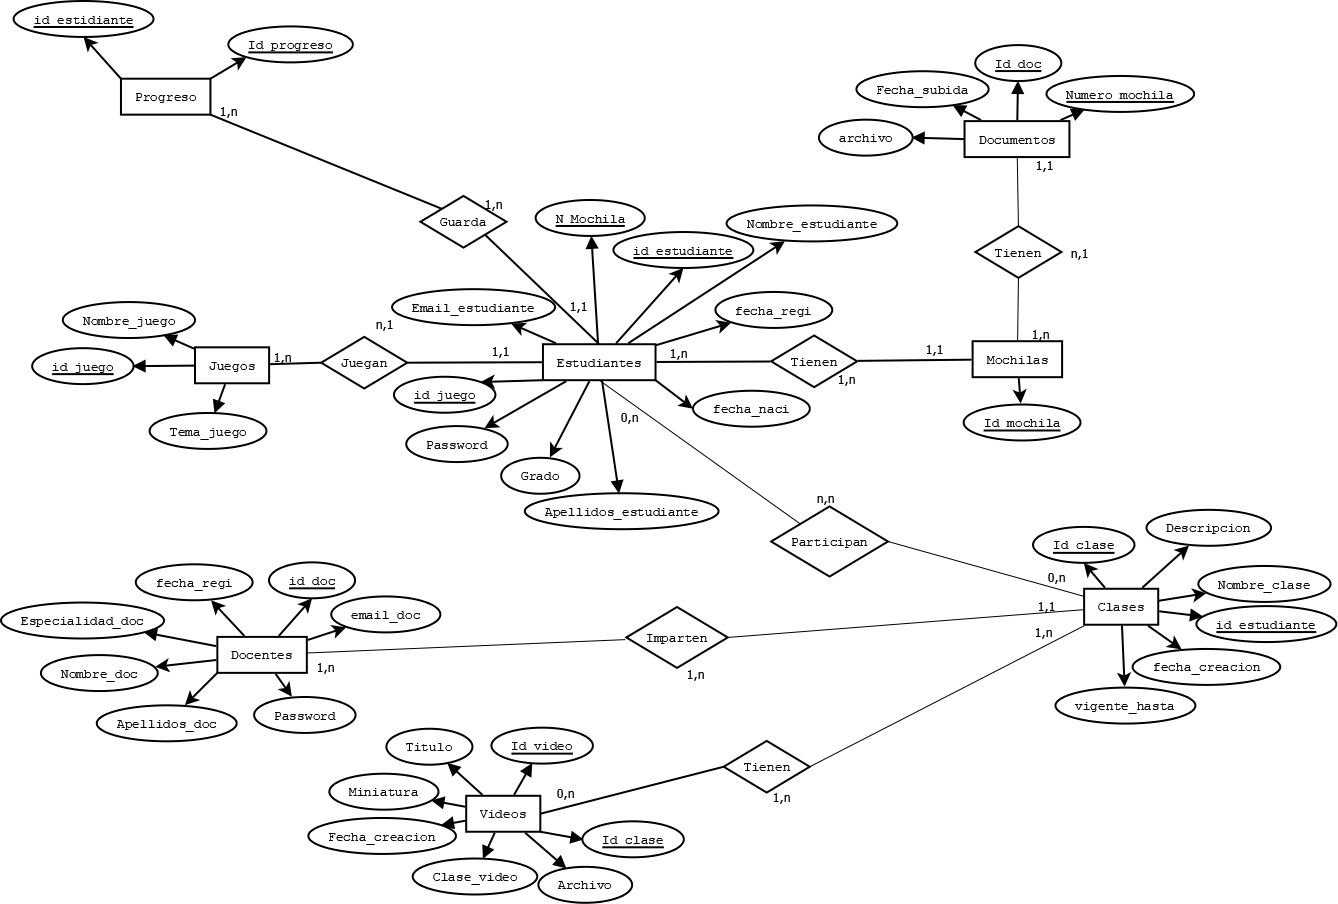 id_estidiante
Id_progreso
Progreso
1,n
Guarda
1,n
1,1
Id_doc
Fecha_subida
Numero_mochila
archivo
Documentos
1,1
Tienen
n,1
1,n
Mochilas
Id_mochila
N_Mochila
id_estudiante
Nombre_estudiante
Email_estudiante
fecha_regi
Estudiantes
id_juego
Password
Grado
Apellidos_estudiante
fecha_naci
1,n
Tienen
1,n
1,1
Nombre_juego
id_juego
Juegos
Tema_juego
1,n
n,1
Juegan
1,1
0,n
n,n
Participan
0,n
Id_clase
Descripcion
Nombre_clase
Clases
id_estudiante
fecha_creacion
vigente_hasta
1,1
1,n
fecha_regi
id_doc
email_doc
Especialidad_doc
Docentes
Nombre_doc
Apellidos_doc
Password
1,n
Imparten
1,n
Titulo
Id_video
Miniatura
Videos
Fecha_creacion
Clase_video
Archivo
Id_clase
0,n
Tienen
1,n